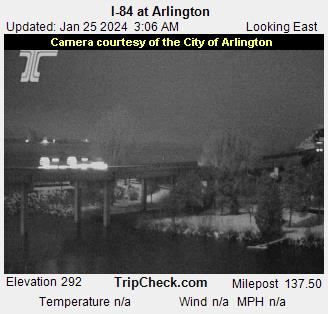 I-84 at Arlington
Updated: Jan 25 2024 3:06 AM Looking East
Camera courtesy of the City of Arlington
Elevation 292 TripCheck.com Milepost 137.50
Temperature n/a Wind n/a MPH n/a